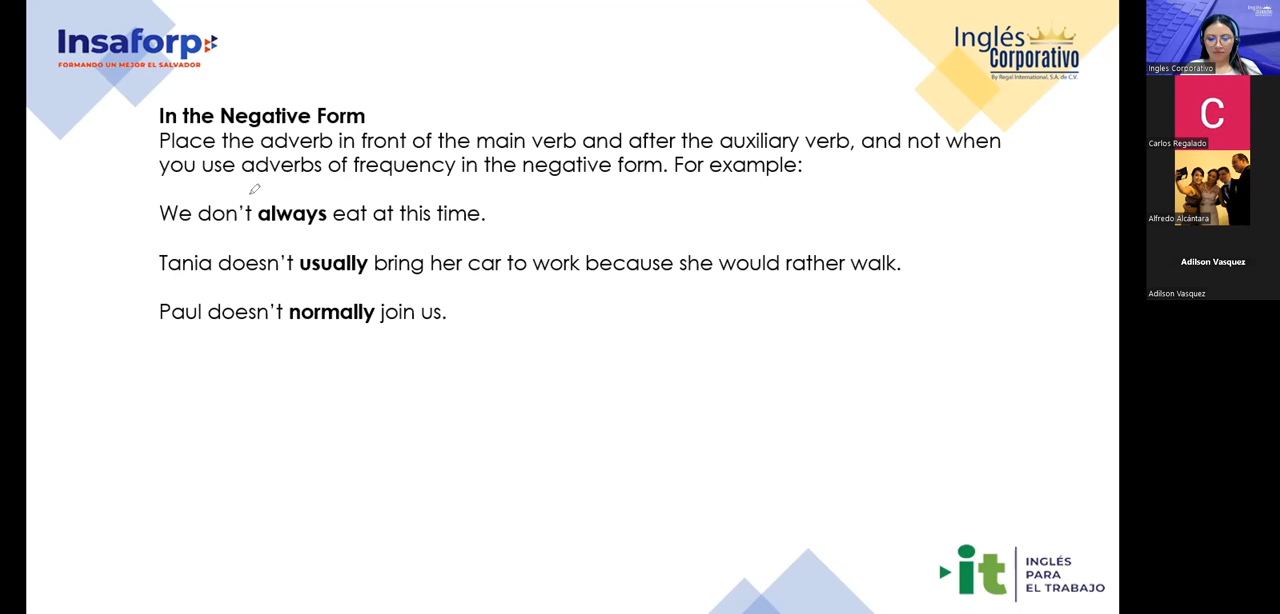 Insaforp
FORMANDO UN MEJOR EL SALVADOR
Inglés
Corporativo
By Regal International, S.A. de C.V.
In the Negative Form
Place the adverb in front of the main verb and after the auxiliary verb, and not when
you use adverbs of frequency in the negative form. For example:
We don't always eat at this time.
Tania doesn't usually bring her car to work because she would rather walk.
Paul doesn't normally join us.
it
INGLÉS
PARA
EL TRABAJO
Ingles Corporativo
C
Carlos Regalado
Alfredo Alcántara
Adilson Vasquez
Adilson Vasquez